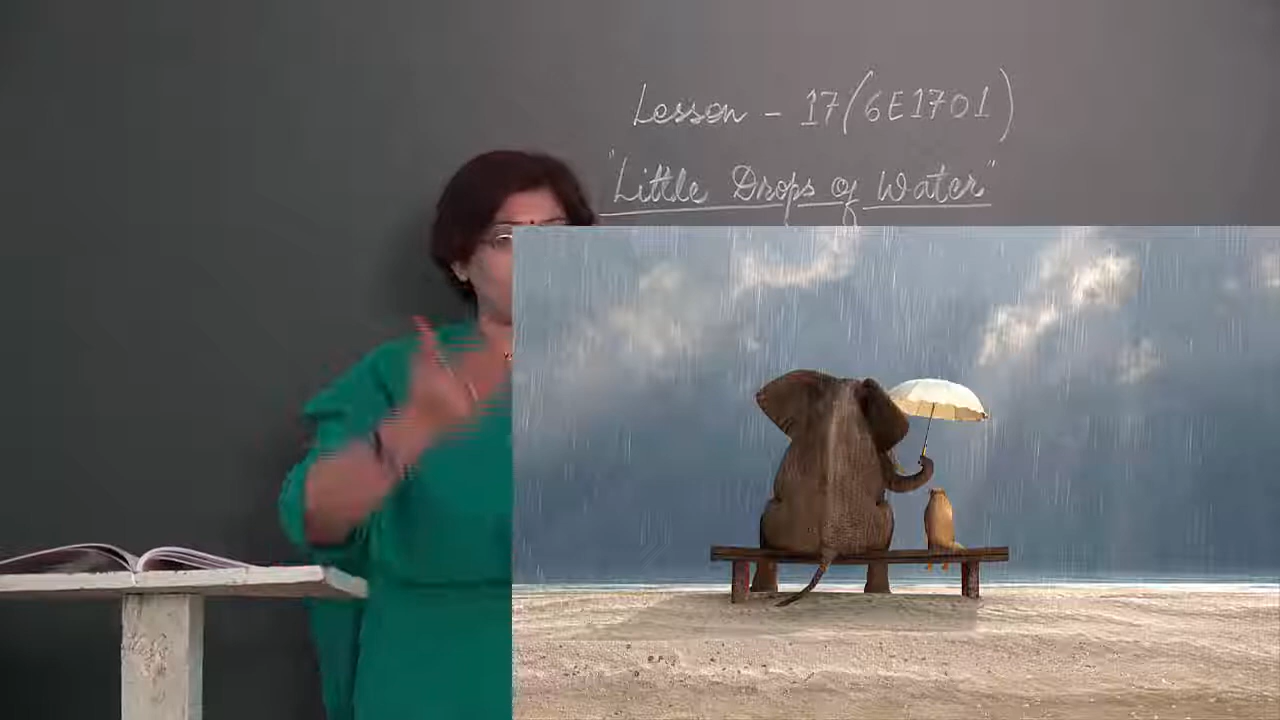 Lesson - 17(6E1701)
"Little Drops of Water"